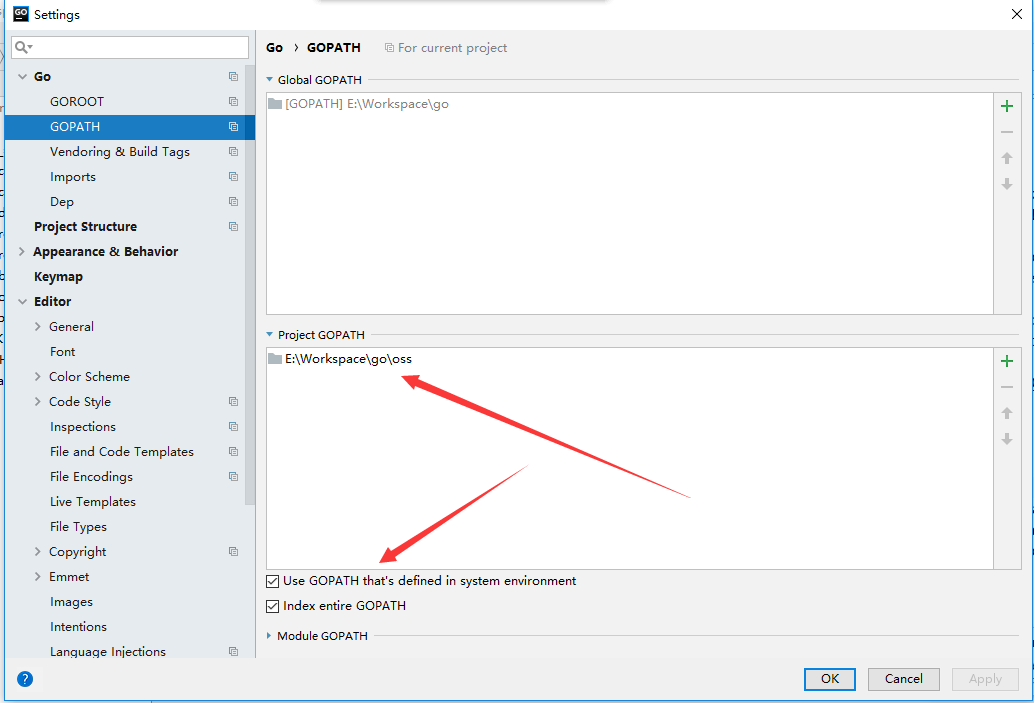 GO Settings
Go
GOROOT
GOPATH
Vendoring & Build Tags
Imports
Dep
Project Structure
Appearance & Behavior
Keymap
Editor
General
Font
Color Scheme
Code Style
Inspections
File and Code Templates
File Encodings
Live Templates
File Types
Copyright
Emmet
Images
Intentions
Language Injections
Go › GOPATH For current project
Global GOPATH
[GOPATH] E:\Workspace\go
Project GOPATH
E:\Workspace\go\oss
Use GOPATH that's defined in system environment
Index entire GOPATH
Module GOPATH
?
OK Cancel Apply